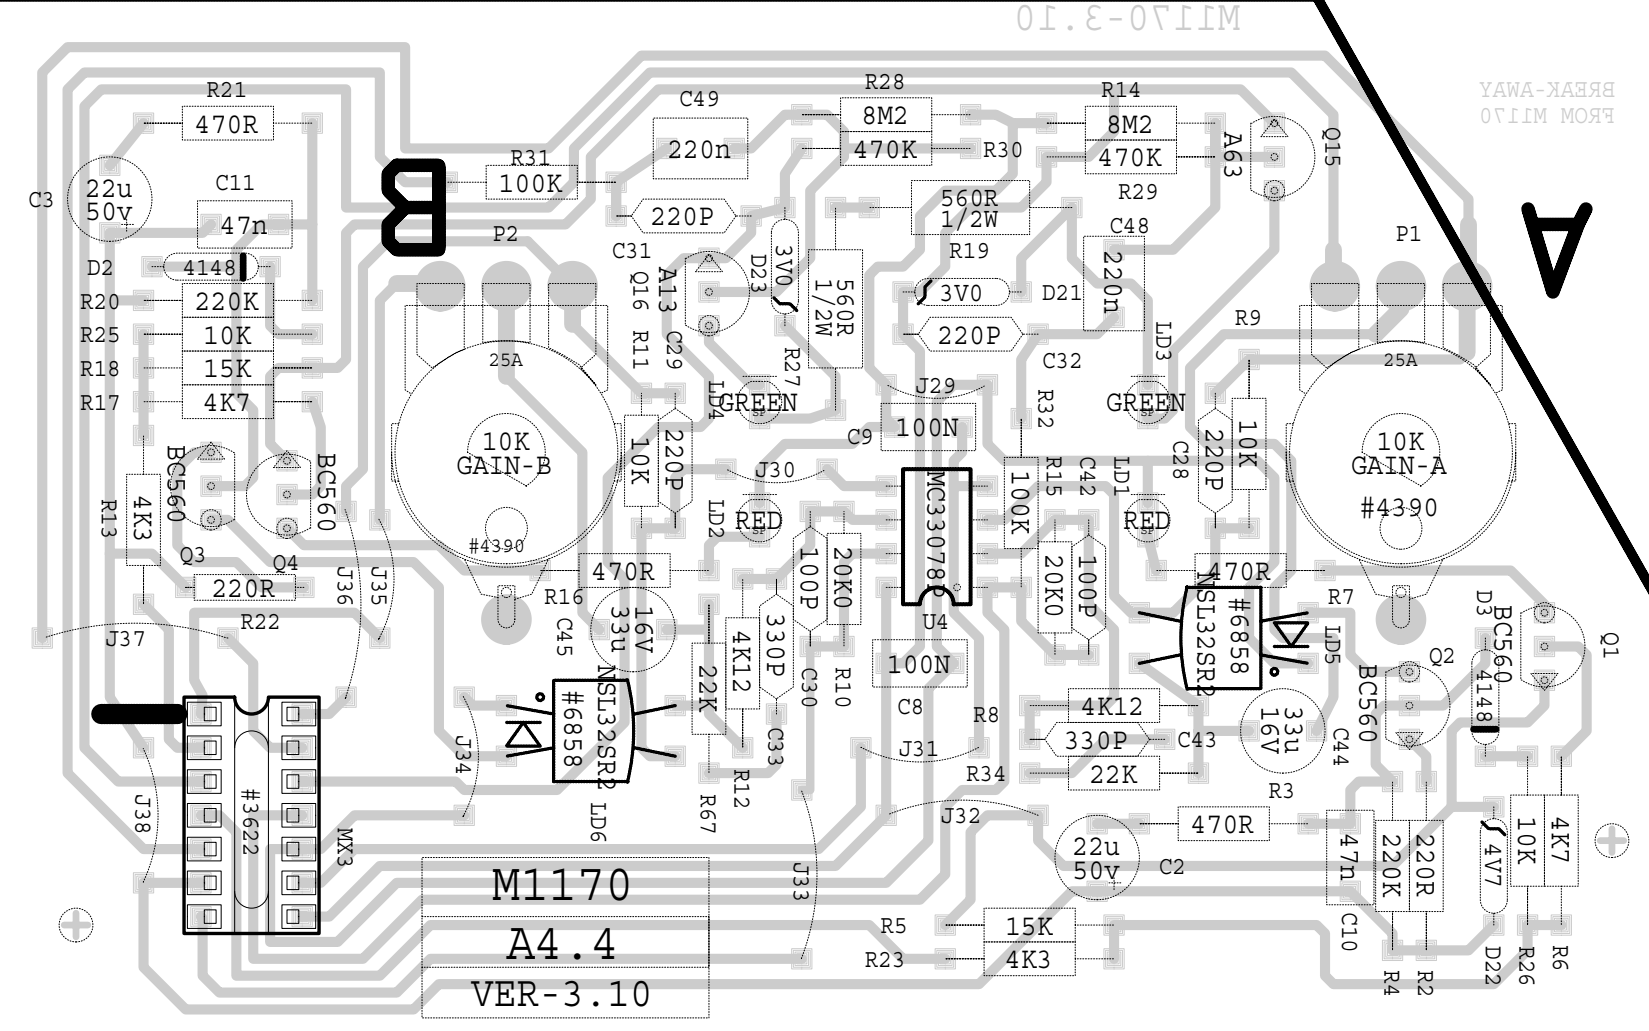 M1170-3.10
BREAK-AWAY
FROM M1170
R21
470R
C49
220n
R28
8M2
470K
R30
R14
8M2
470K
R29
A63
Q15
C3
22u
50v
C11
47n
R31
100K
B
220P
C31
P2
560R
1/2W
R19
C48
220n
P1
A
D2
4148
R20
220K
R25
10K
R18
15K
R17
4K7
Q16
A13
D23
3V0
560R
1/2W
3V0
D21
220P
C32
R9
R11
C29
R27
LD3
25A
10K
GAIN-B
#4390
25A
10K
GAIN-A
#4390
LD4
GREEN
J29
100N
C9
R32
GREEN
10K
220P
C28
220P
10K
BC560
BC560
R13
4K3
Q3
Q4
220R
R22
J30
LD2
RED
MC33078P
U4
100K
R15
C42
LD1
RED
J36
J35
J37
470R
R16
100P
20K0
20K0
100P
470R
R7
C45
16V
33u
4K12
330P
22K
C30
R10
100N
C8
NSL32SR2
#6858
LD5
D3
BC560
Q1
Q2
BC560
4148
NSL32SR2
#6858
LD6
J34
C33
R12
R67
R8
4K12
330P
C43
22K
R34
J31
33u
16V
C44
R3
J38
#3622
MX3
J33
J32
22u
50v
C2
470R
47n
C10
220K
220R
4V7
10K
4K7
M1170
A4.4
VER-3.10
R5
15K
R23
4K3
R4
R2
D22
R26
R6